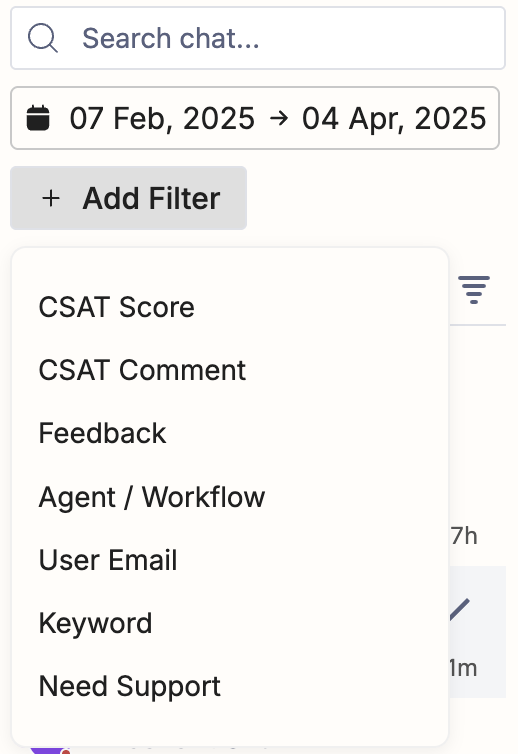 Search chat...
07 Feb, 2025 → 04 Apr, 2025
+ Add Filter
CSAT Score
CSAT Comment
Feedback
Agent / Workflow
7h
User Email
Keyword
1m
Need Support